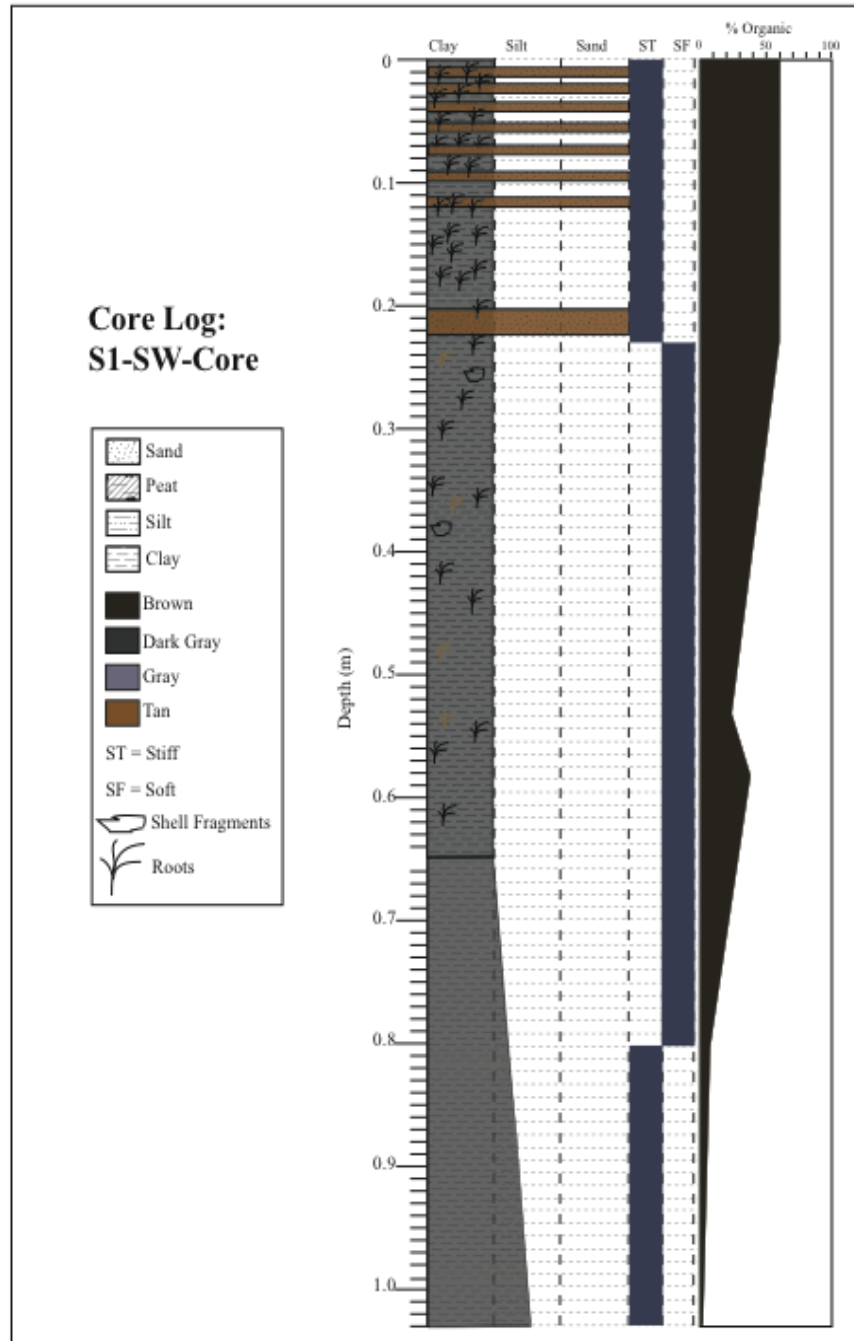 % Organic
Clay Silt Sand ST SF 0 50 100
0
0.1
0.2
Core Log:
S1-SW-Core
0.3
Sand
Peat
Silt
0.4
Clay
Brown
Dark Gray
0.5
Gray
Depth (m)
Tan
ST = Stiff
SF = Soft
0.6
Shell Fragments
Roots
0.7
0.8
0.9
1.0